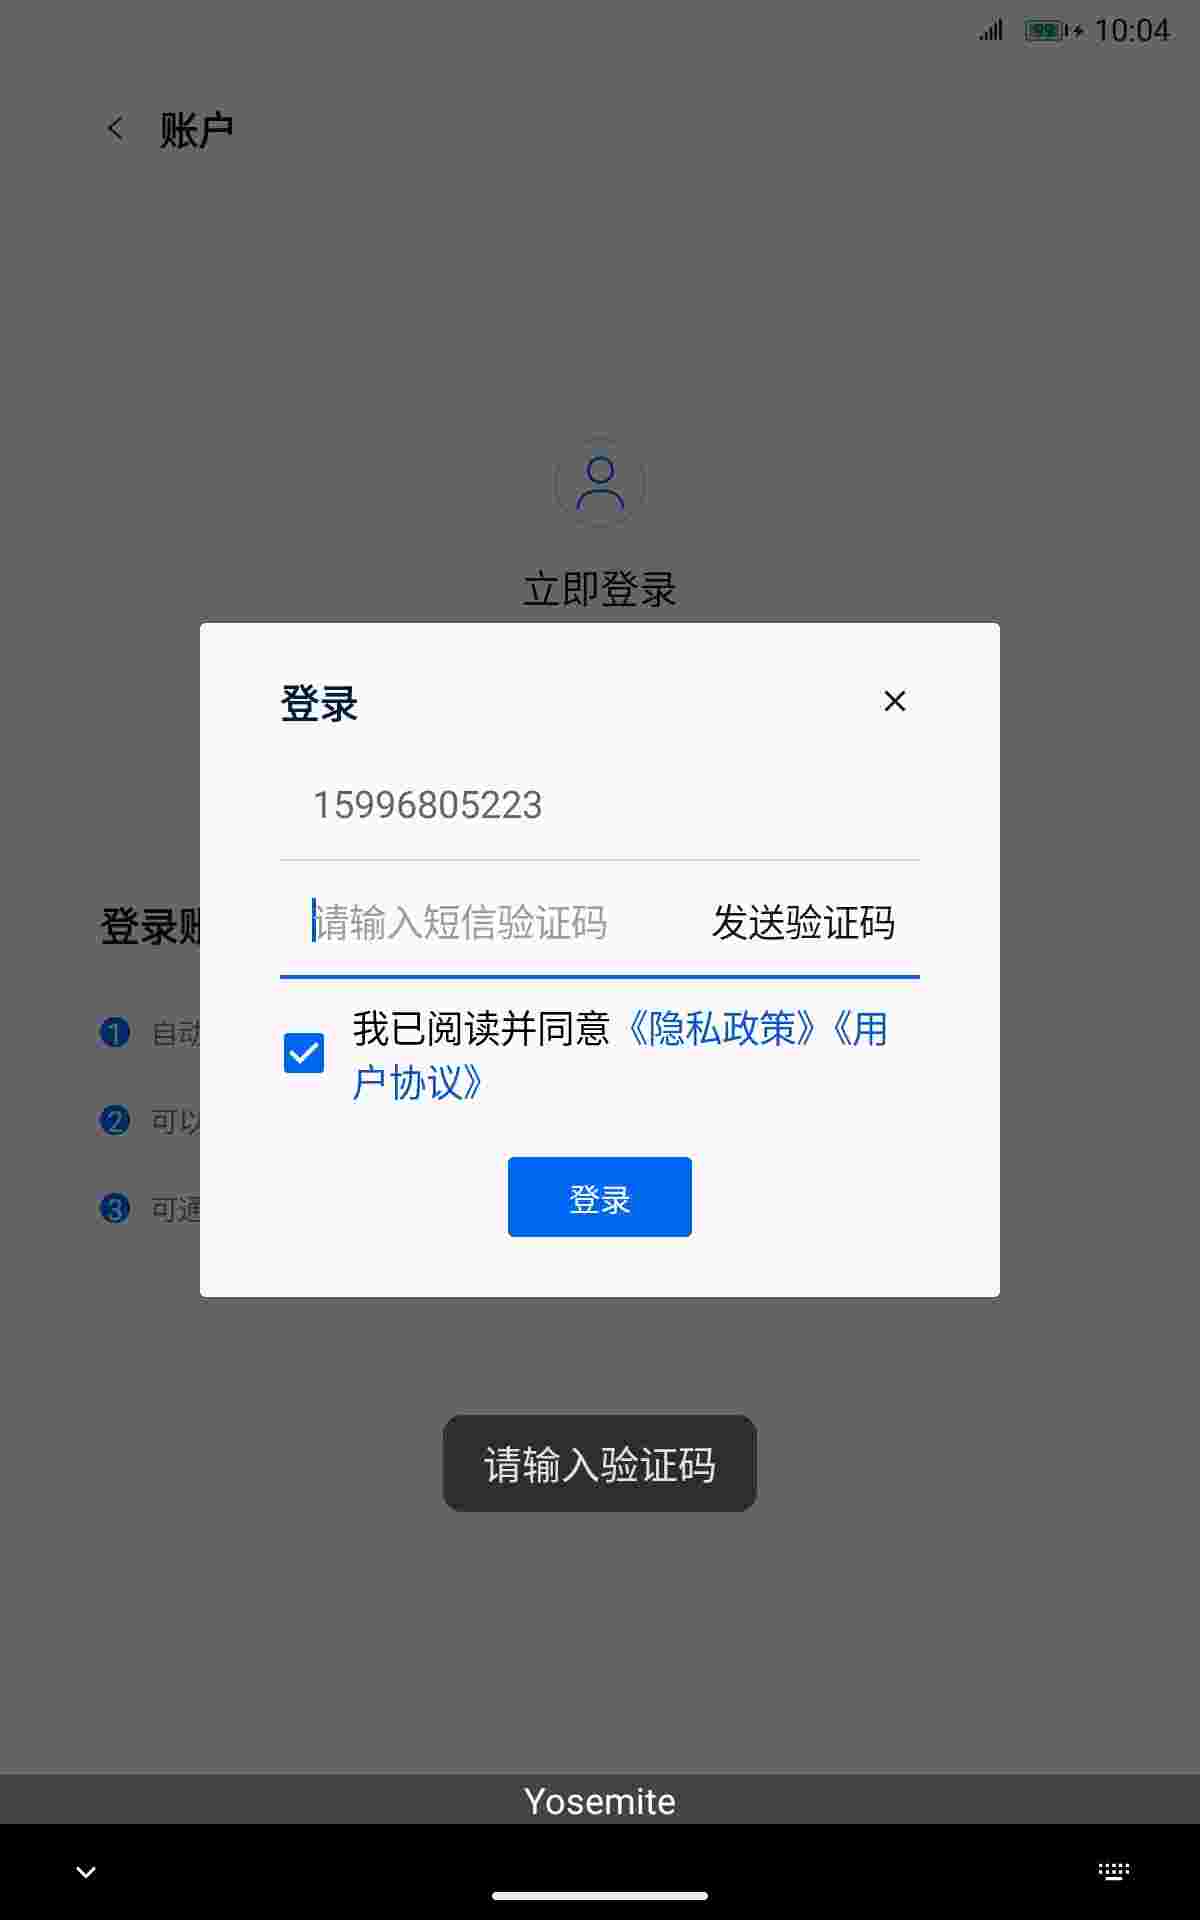 99 10:04
账户
立即登录
登录
15996805223
请输入短信验证码 发送验证码
我已阅读并同意《隐私政策》《用
户协议》
登录
登录账
1 自动
2 可以
3 可通
请输入验证码
Yosemite